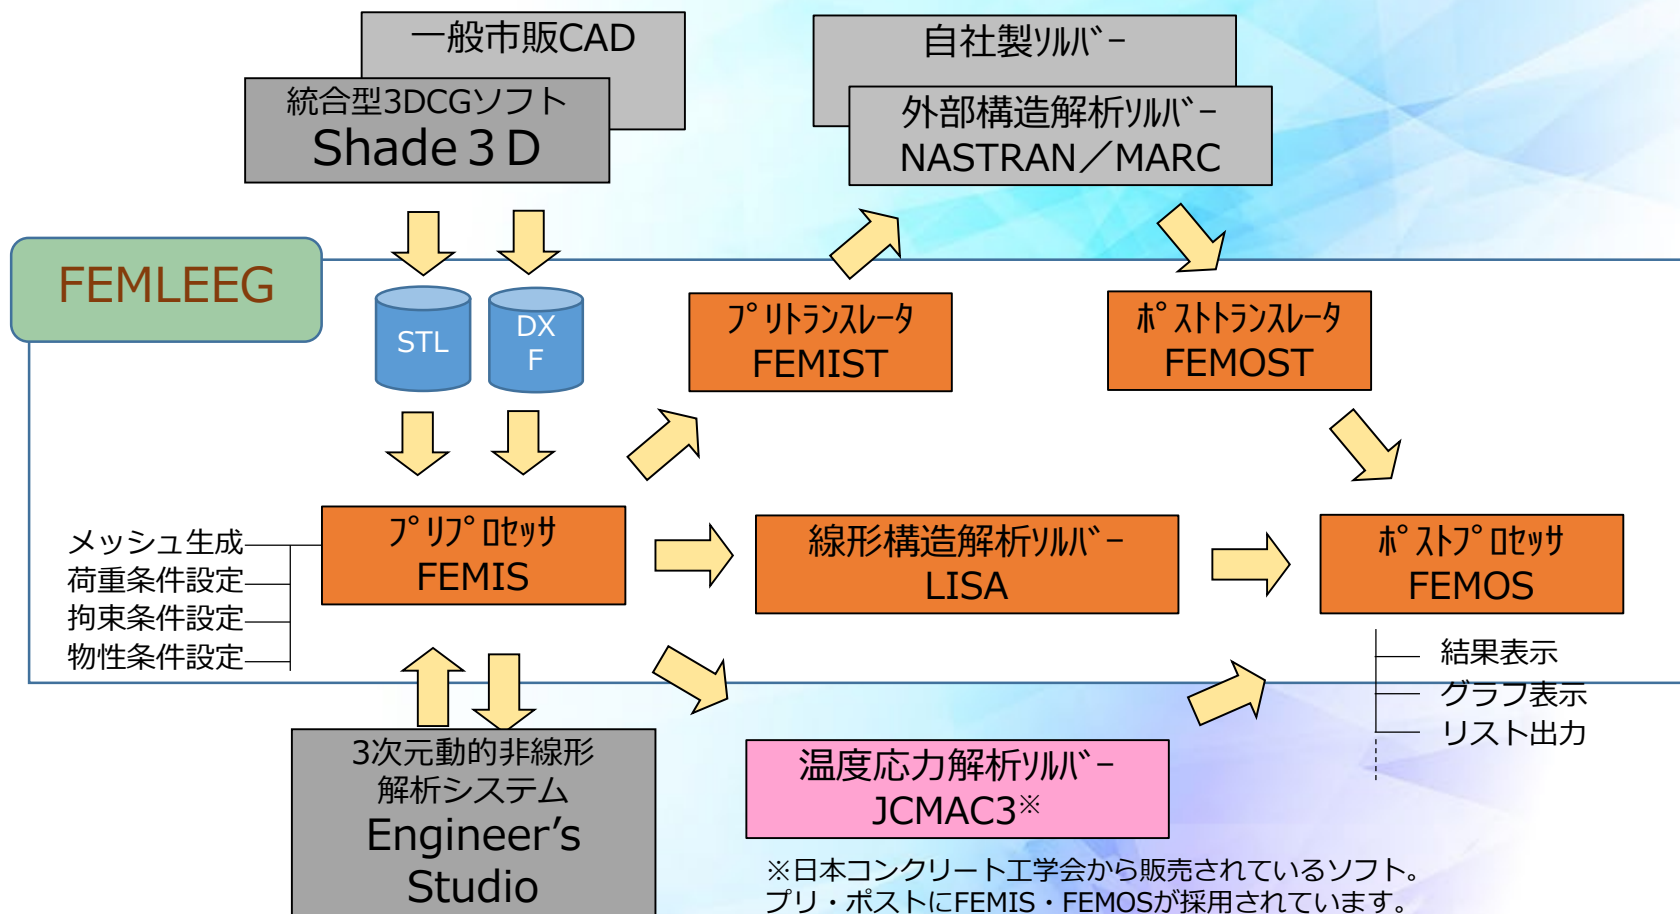 一般市販CAD
統合型3DCGソフト
Shade 3 D
自社製ｿﾙﾊﾞｰ
外部構造解析ｿﾙﾊﾞｰ
NASTRAN／MARC
FEMLEEG
STL
DX
F
ﾌﾟﾘﾄﾗﾝｽﾚｰﾀ
FEMIST
ﾎﾟｽﾄﾄﾗﾝｽﾚｰﾀ
FEMOST
メッシュ生成
荷重条件設定
拘束条件設定
物性条件設定
ﾌﾟﾘﾌﾟﾛｾｯｻ
FEMIS
線形構造解析ｿﾙﾊﾞｰ
LISA
ﾎﾟｽﾄﾌﾟﾛｾｯｻ
FEMOS
結果表示
グラフ表示
リスト出力
3次元動的非線形
解析システム
Engineer’s
Studio
温度応力解析ｿﾙﾊﾞｰ
JCMAC3※
※日本コンクリート工学会から販売されているソフト。
プリ・ポストにFEMIS・FEMOSが採用されています。